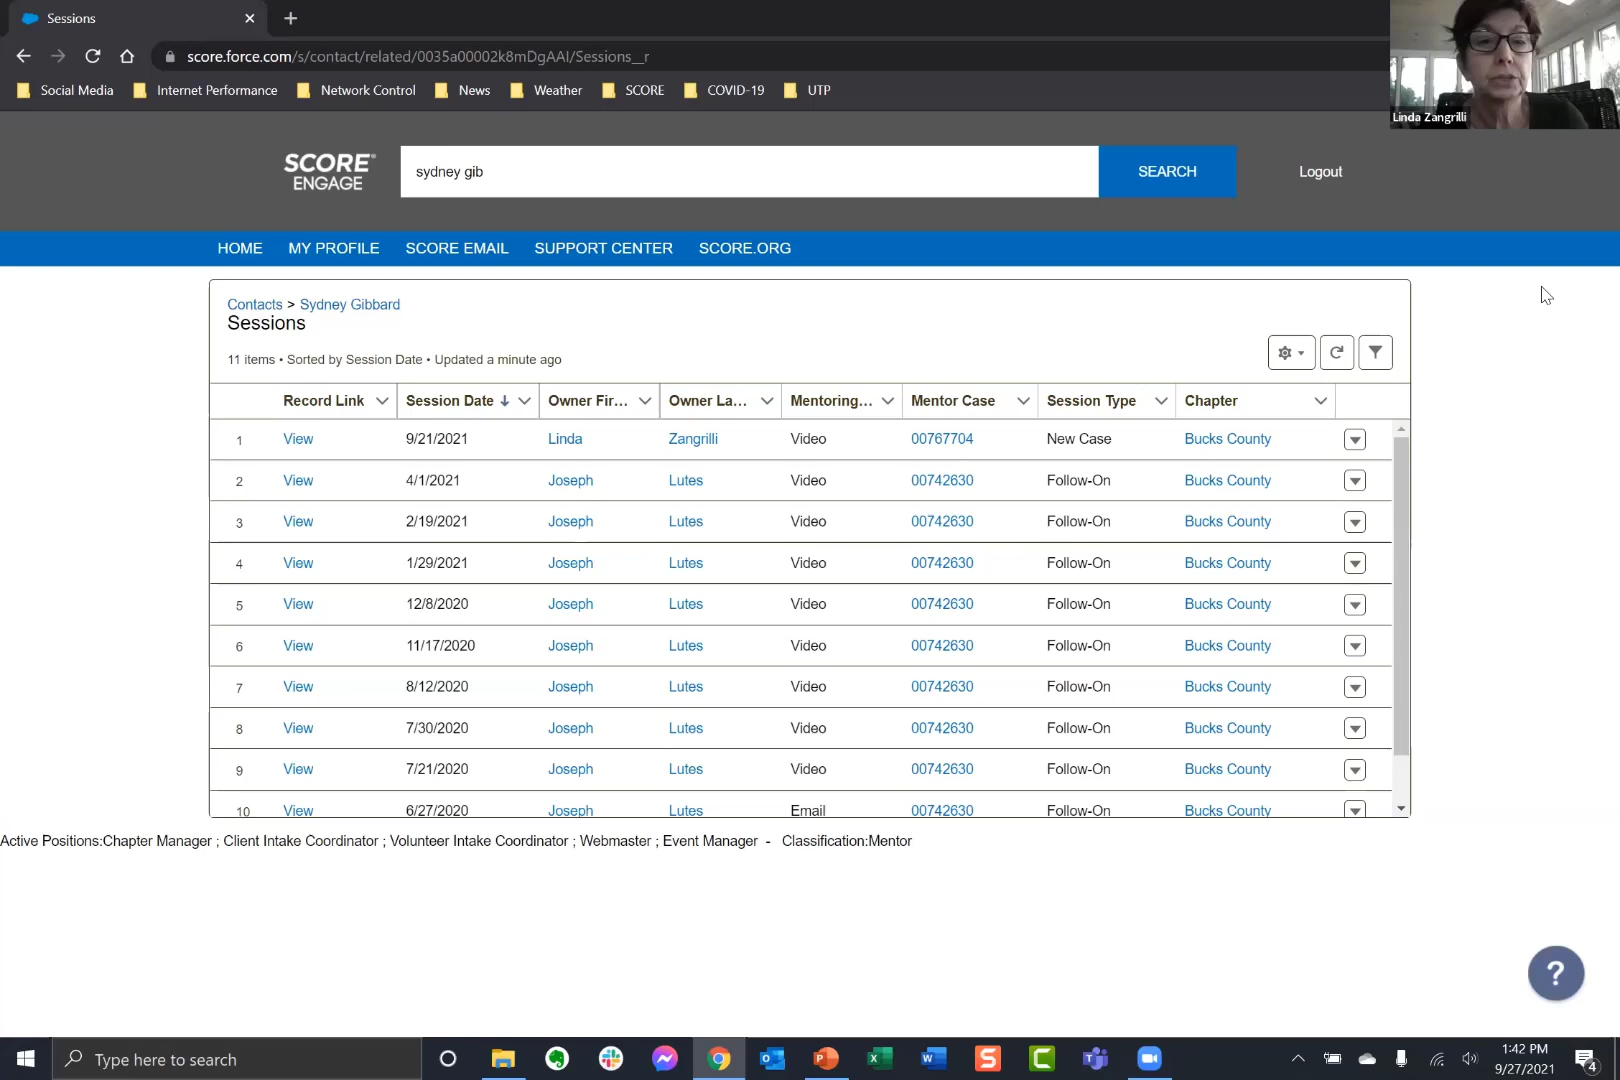 Sessions
score.force.com/s/contact/related/0035a00002k8mDgAAI/Sessions__r
Social Media Internet Performance Network Control News Weather SCORE COVID-19 UTP
Linda Zangrilli
SCORE
ENGAGE
sydney gib
SEARCH
Logout
HOME MY PROFILE SCORE EMAIL SUPPORT CENTER SCORE.ORG
Contacts > Sydney Gibbard
Sessions
11 items • Sorted by Session Date • Updated a minute ago
Record Link Session Date Owner Fir... Owner La... Mentoring... Mentor Case Session Type Chapter
1 View 9/21/2021 Linda Zangrilli Video 00767704 New Case Bucks County
2 View 4/1/2021 Joseph Lutes Video 00742630 Follow-On Bucks County
3 View 2/19/2021 Joseph Lutes Video 00742630 Follow-On Bucks County
4 View 1/29/2021 Joseph Lutes Video 00742630 Follow-On Bucks County
5 View 12/8/2020 Joseph Lutes Video 00742630 Follow-On Bucks County
6 View 11/17/2020 Joseph Lutes Video 00742630 Follow-On Bucks County
7 View 8/12/2020 Joseph Lutes Video 00742630 Follow-On Bucks County
8 View 7/30/2020 Joseph Lutes Video 00742630 Follow-On Bucks County
9 View 7/21/2020 Joseph Lutes Video 00742630 Follow-On Bucks County
10 View 6/27/2020 Joseph Lutes Email 00742630 Follow-On Bucks County
Active Positions:Chapter Manager ; Client Intake Coordinator ; Volunteer Intake Coordinator ; Webmaster ; Event Manager - Classification:Mentor
?
Type here to search
1:42 PM
9/27/2021
4